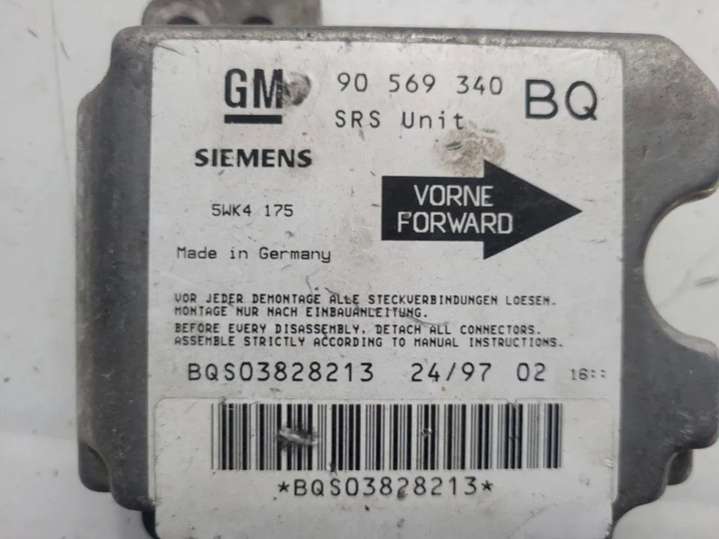 GM 90 569 340 BQ
SRS Unit
SIEMENS
5WK4 175
VORNE
FORWARD
Made in Germany
VOR JEDER DEMONTAGE ALLE STECKVERBINDUNGEN LOESEN.
MONTAGE NUR NACH EINBAUANLEITUNG.
BEFORE EVERY DISASSEMBLY, DETACH ALL CONNECTORS.
ASSEMBLE STRICTLY ACCORDING TO MANUAL INSTRUCTIONS.
BQS03828213 24/97 02
*BQS03828213*